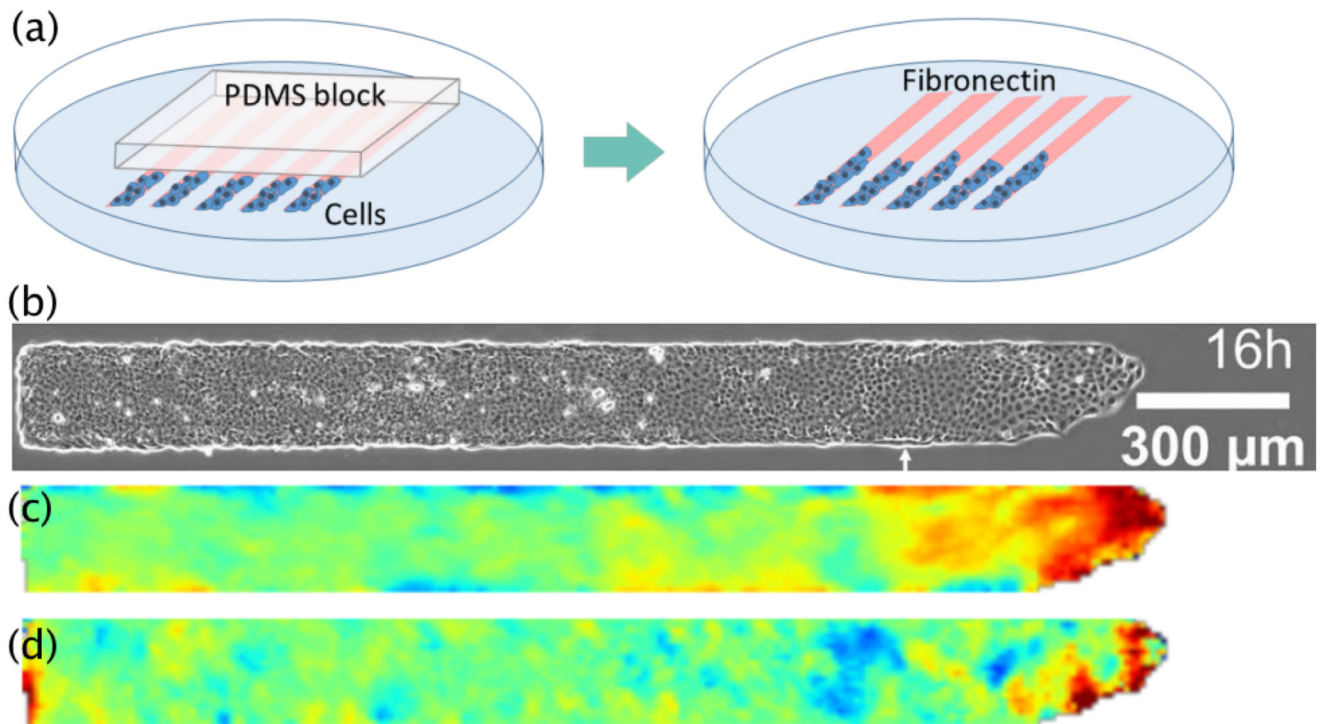 (a)
PDMS block
Cells
Fibronectin
(b)
16h
300 µm
(c)
(d)